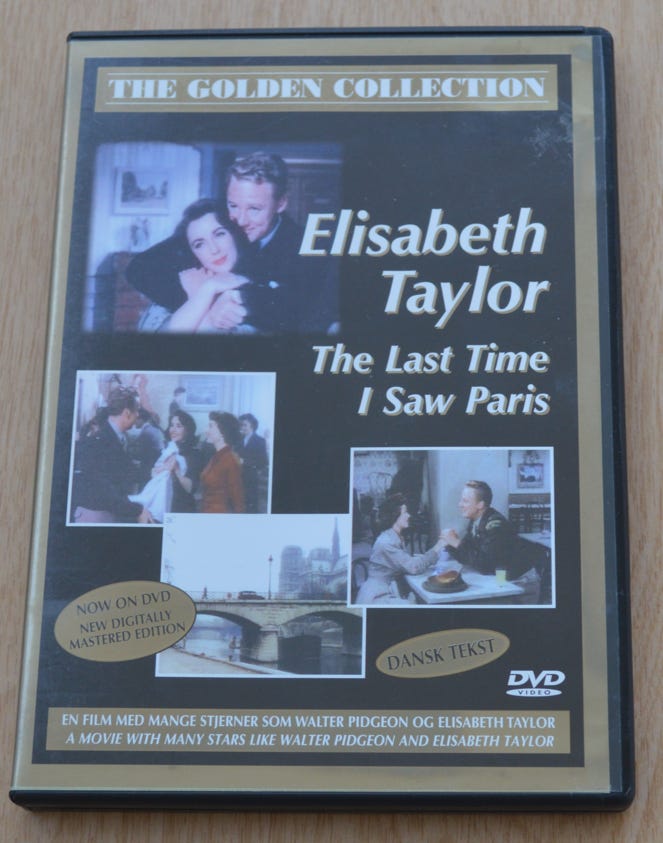 THE GOLDEN COLLECTION
Elisabeth
Taylor
The Last Time
I Saw Paris
NOW ON DVD
NEW DIGITALLY
MASTERED EDITION
DANSK TEKST
DVD
VIDEO
EN FILM MED MANGE STJERNER SOM WALTER PIDGEON OG ELISABETH TAYLOR
A MOVIE WITH MANY STARS LIKE WALTER PIDGEON AND ELISABETH TAYLOR